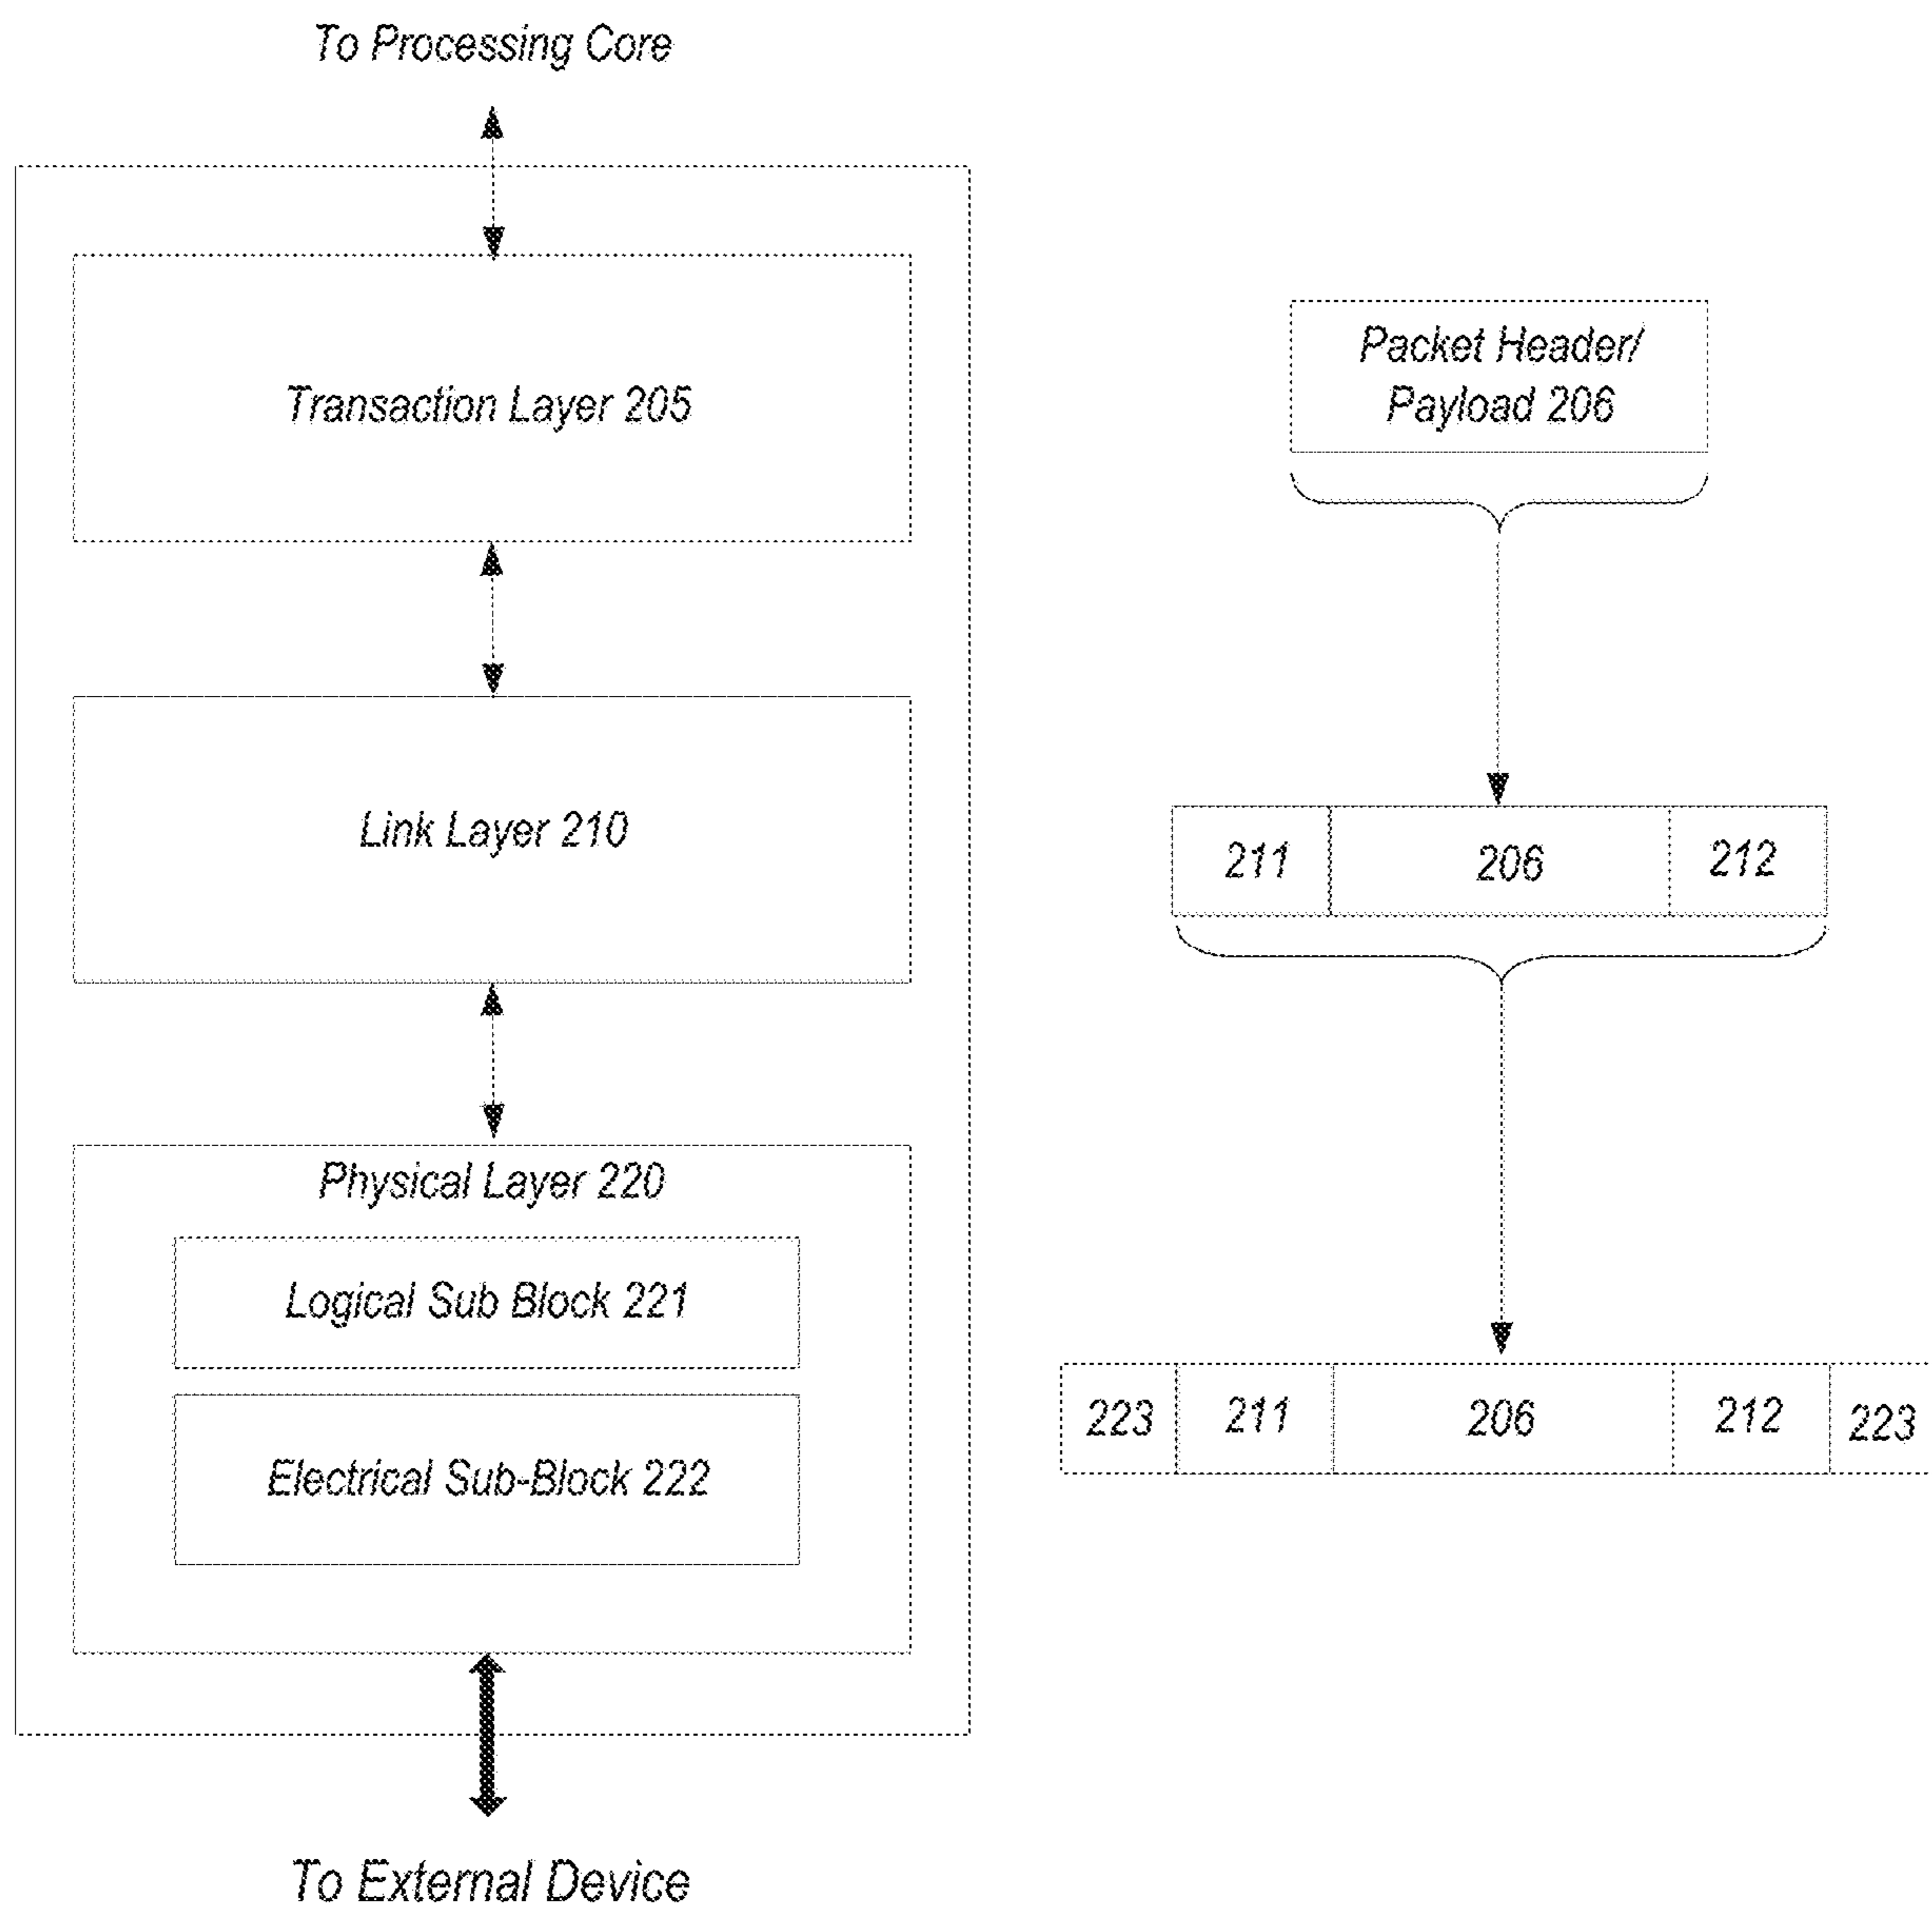 To Processing Core
Transaction Layer 205
Link Layer 210
Physical Layer 220
Logical Sub Block 221
Electrical Sub-Block 222
To External Device
Packet Header/
Payload 206
211 206 212
223 211 206 212 223